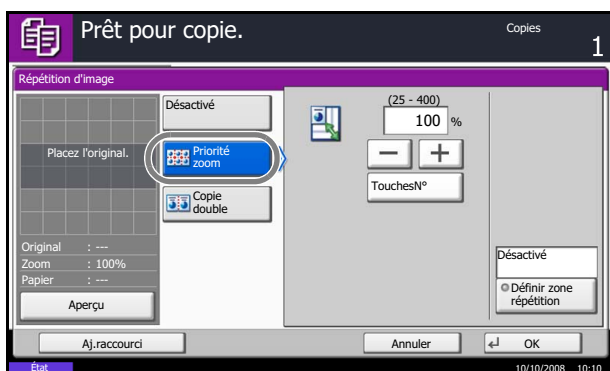 Prêt pour copie.
Copies
1
Répétition d'image
Placez l'original.
Original : ---
Zoom : 100%
Papier : ---
Aperçu
Désactivé
Priorité
zoom
Copie
double
(25 - 400)
100 %
TouchesN°
Désactivé
Définir zone
répétition
Aj.raccourci
Annuler
OK
État
10/10/2008 10:10